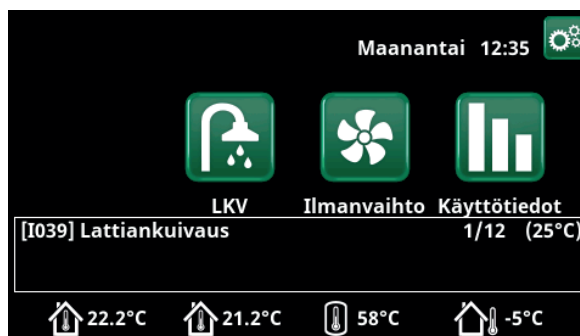 Maanantai 12:35
LKV Ilmanvaihto Käyttötiedot
[I039] Lattiankuivaus 1/12 (25°C)
22.2°C 21.2°C 58°C -5°C